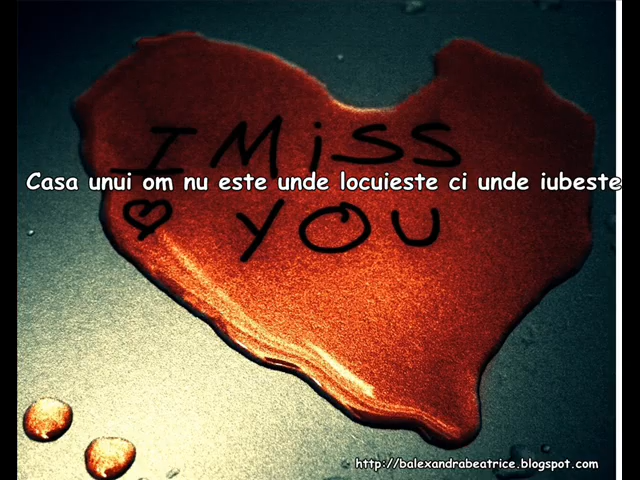 I MiSS
Casa unui om nu este unde locuieste ci unde iubeste
YOU
http://balexandrabeatrice.blogspot.com